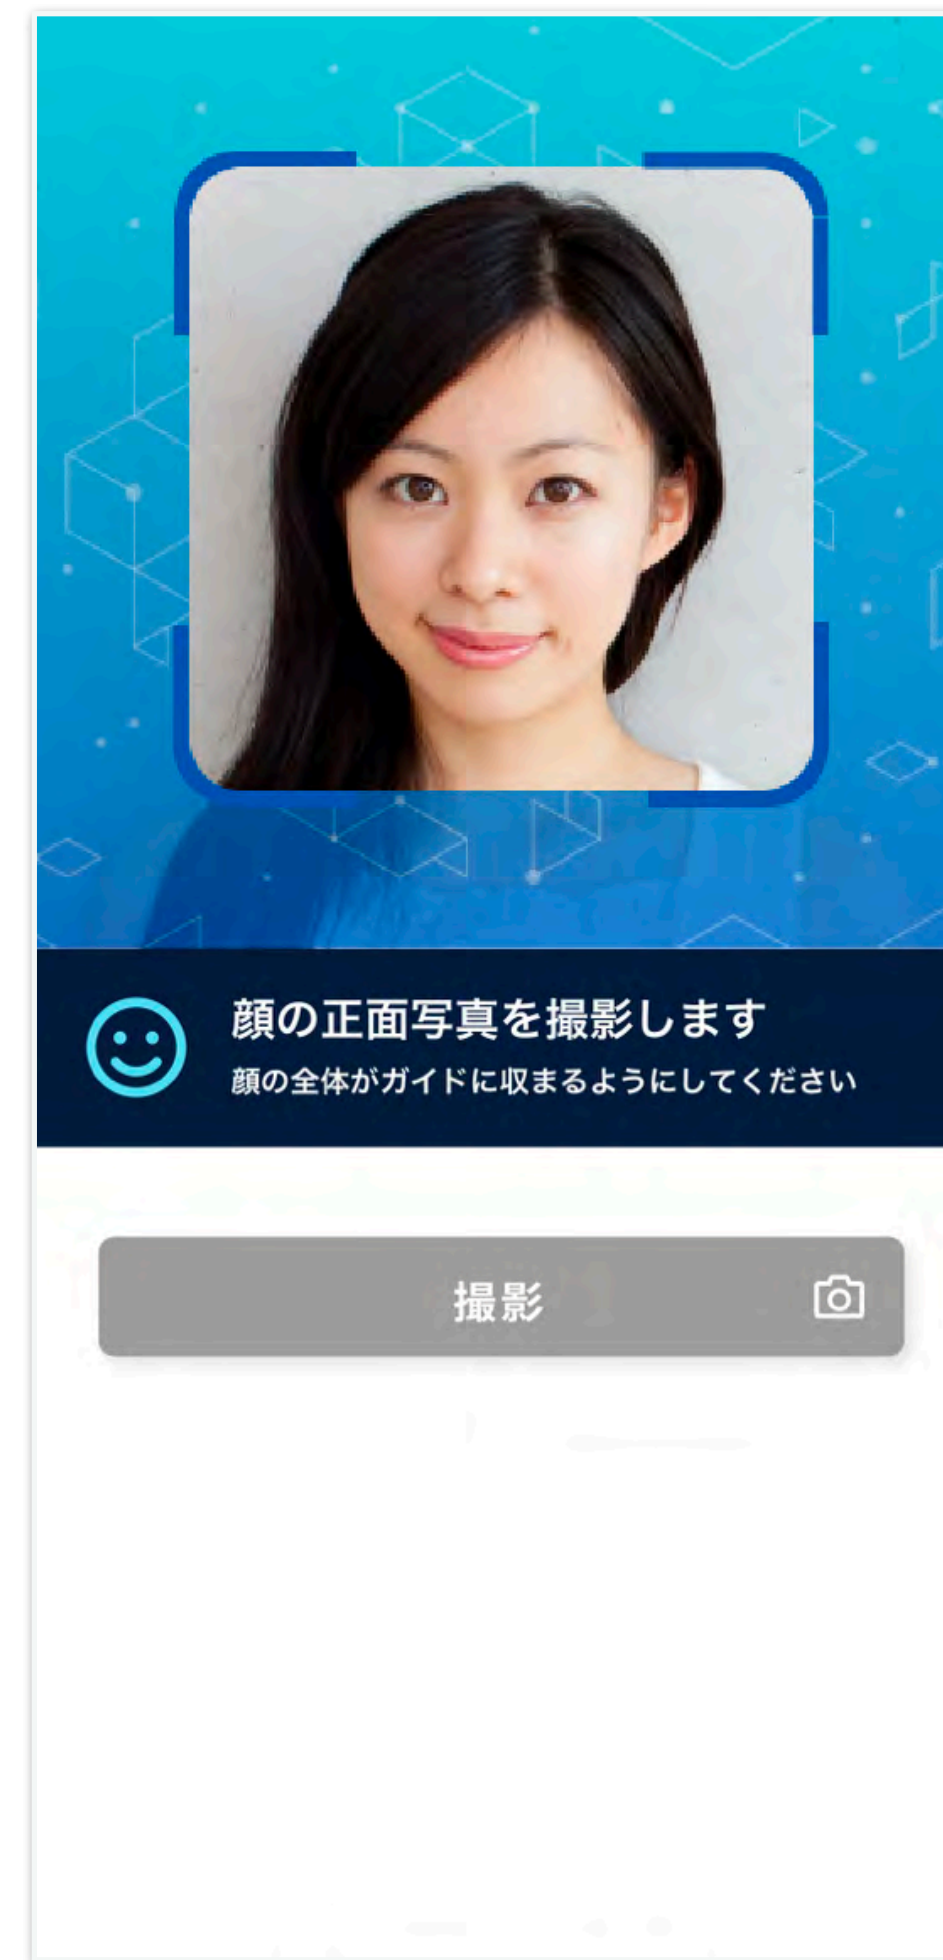 顔の正面写真を撮影します
顔の全体がガイドに収まるようにしてください
撮影